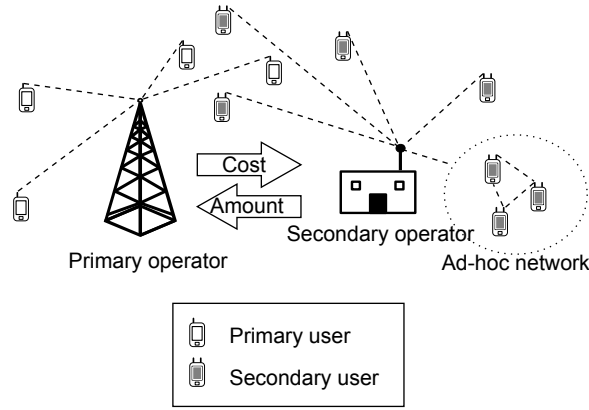 Cost
Amount
Primary operator
Secondary operator
Ad-hoc network
Primary user
Secondary user